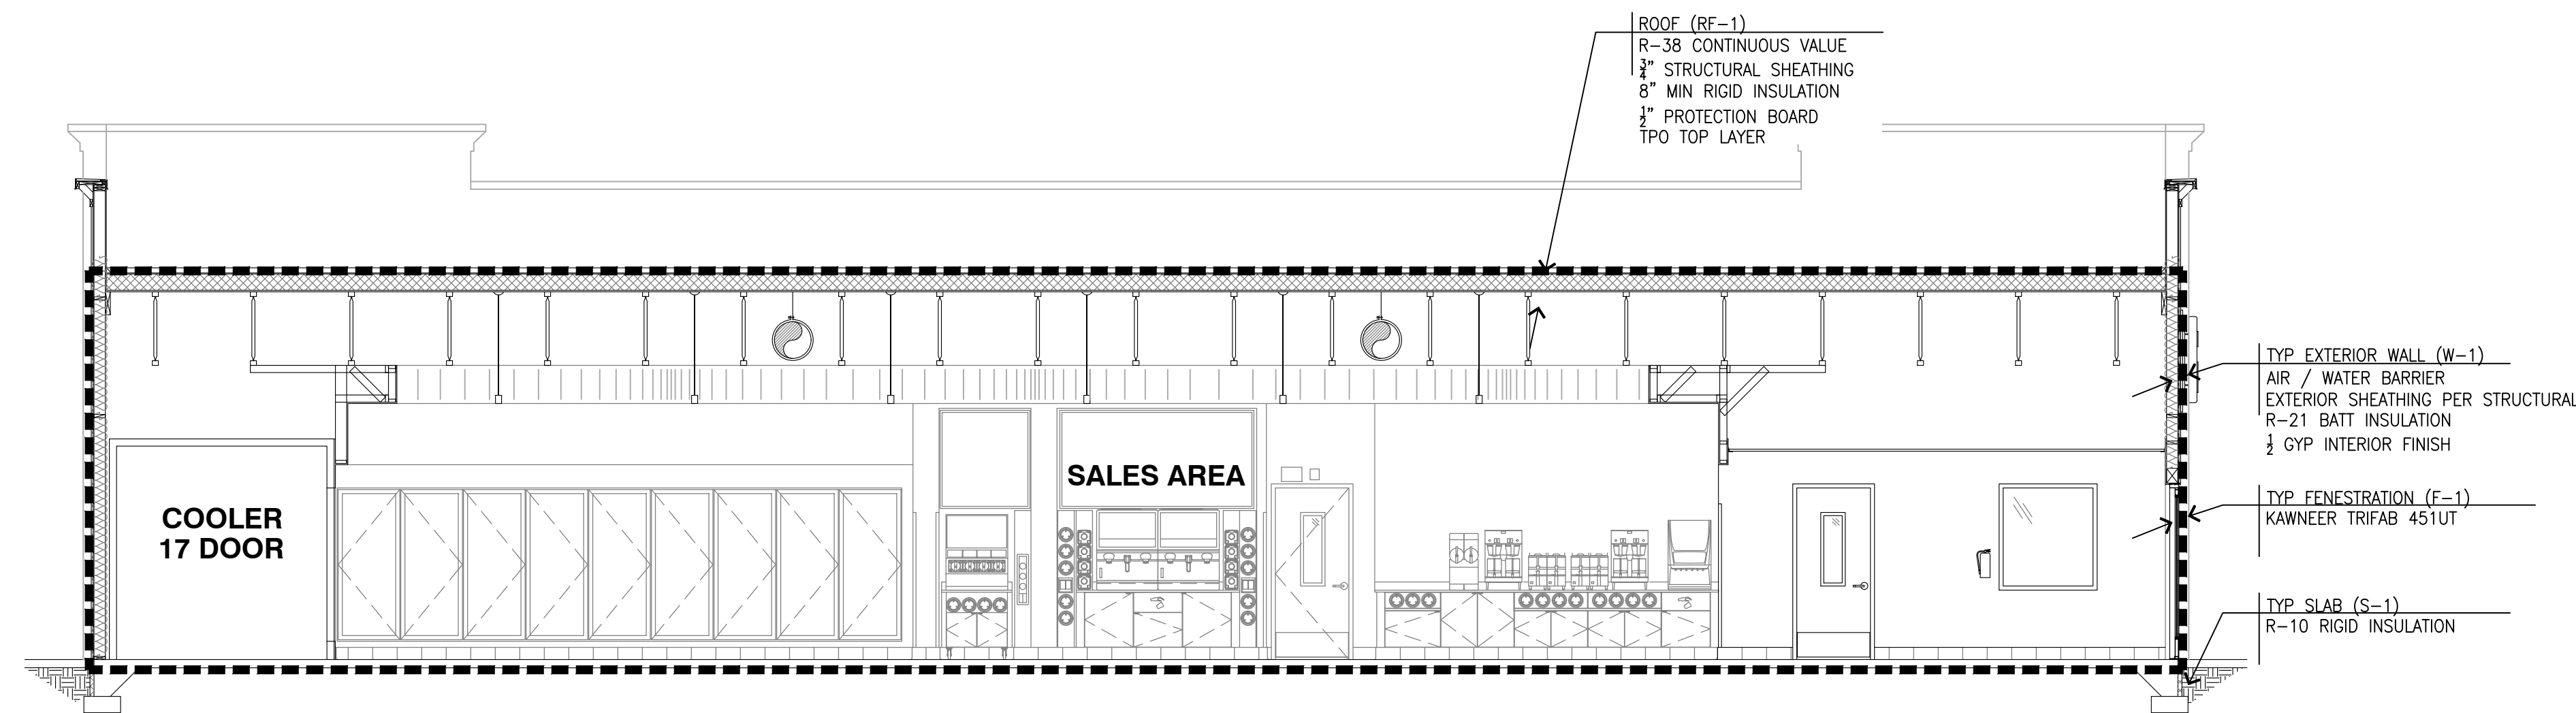 ROOF (RF-1)
R-38 CONTINUOUS VALUE
3/4" STRUCTURAL SHEATHING
8" MIN RIGID INSULATION
1/2" PROTECTION BOARD
TPO TOP LAYER
TYP EXTERIOR WALL (W-1)
AIR / WATER BARRIER
EXTERIOR SHEATHING PER STRUCTURAL
R-21 BATT INSULATION
1/2 GYP INTERIOR FINISH
SALES AREA
COOLER
17 DOOR
TYP FENESTRATION (F-1)
KAWNEER TRIFAB 451UT
TYP SLAB (S-1)
R-10 RIGID INSULATION